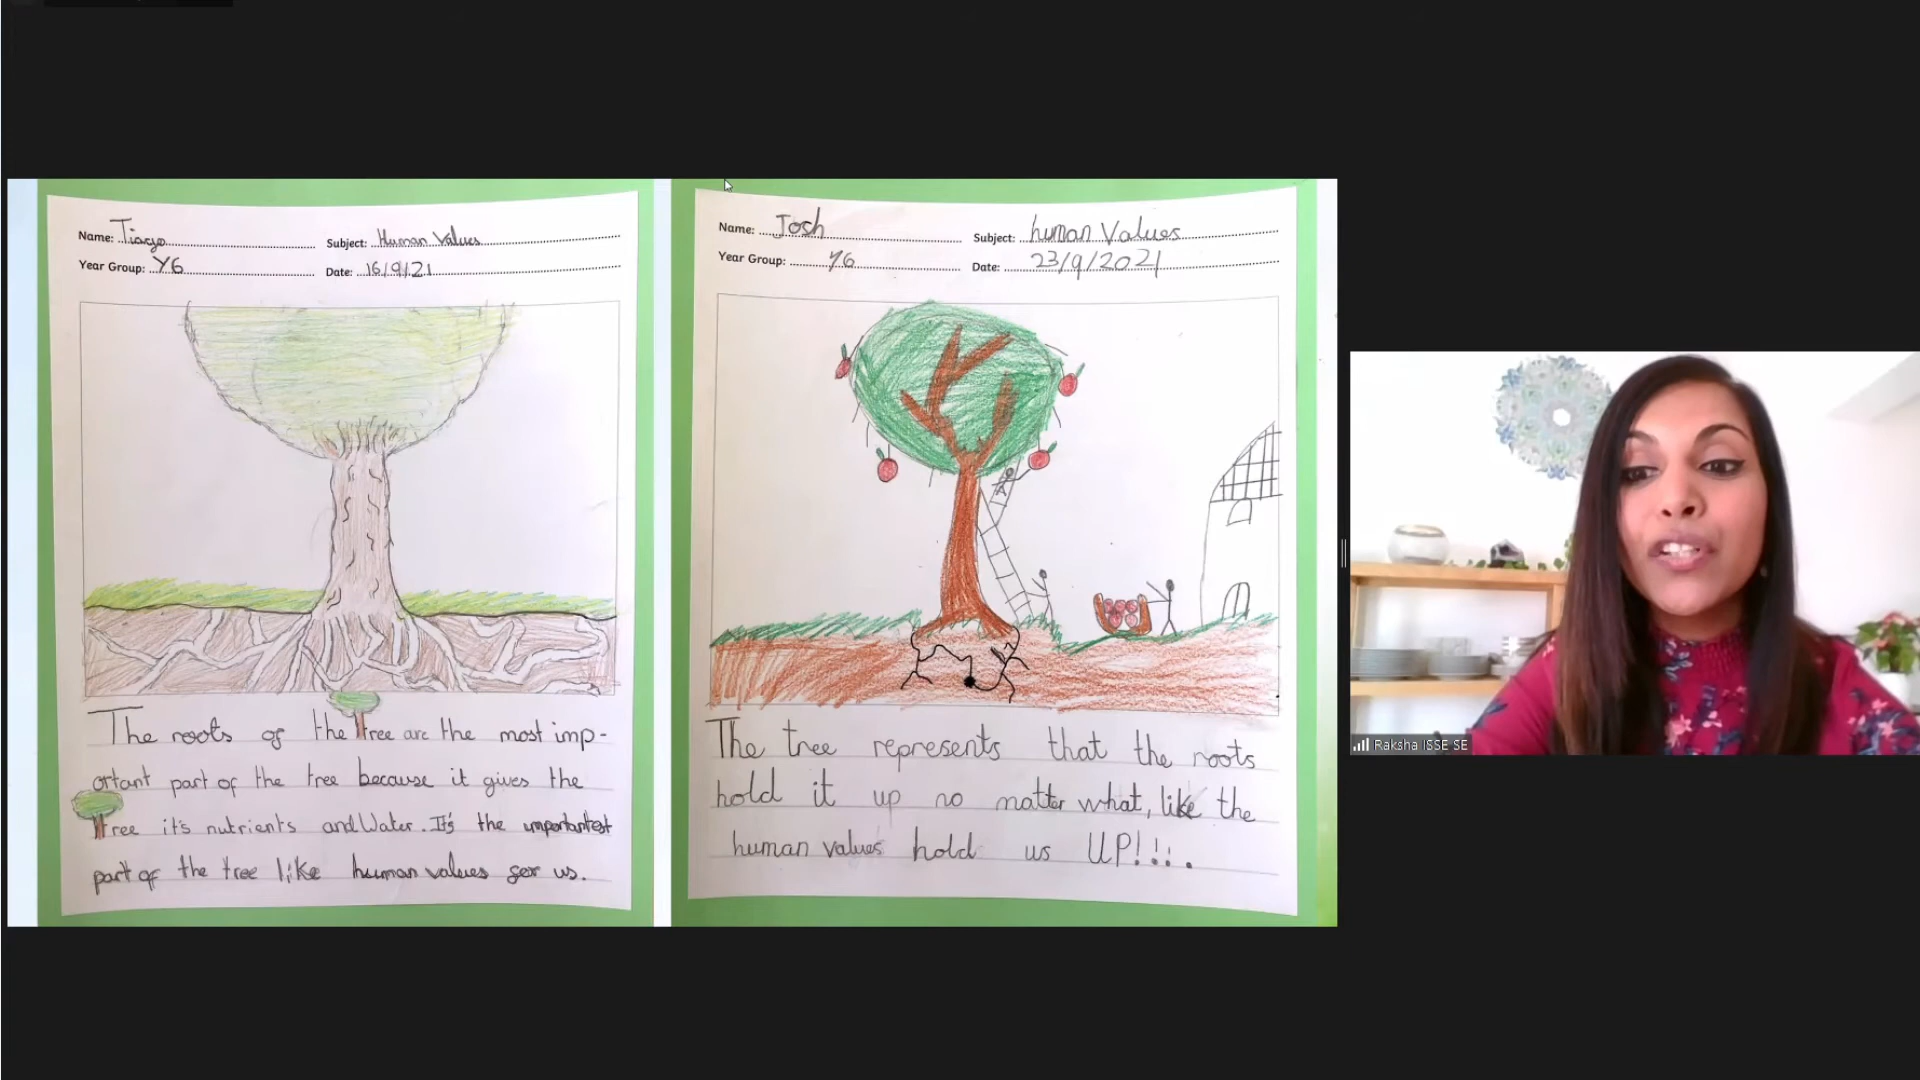 Name: Tiago
Subject: Human Values
Year Group: Y6
Date: 16/9/21
The roots of the tree are the most imp-
ortant part of the tree because it gives the
tree it's nutrients and Water. It's the importantest
part of the tree like human values for us.
Name: Josh
Subject: human Values
Year Group: Y6
Date: 23/9/2021
The tree represents that the roots
hold it up no matter what, like the
human values hold us UP!!!.
Raksha ISSE SE